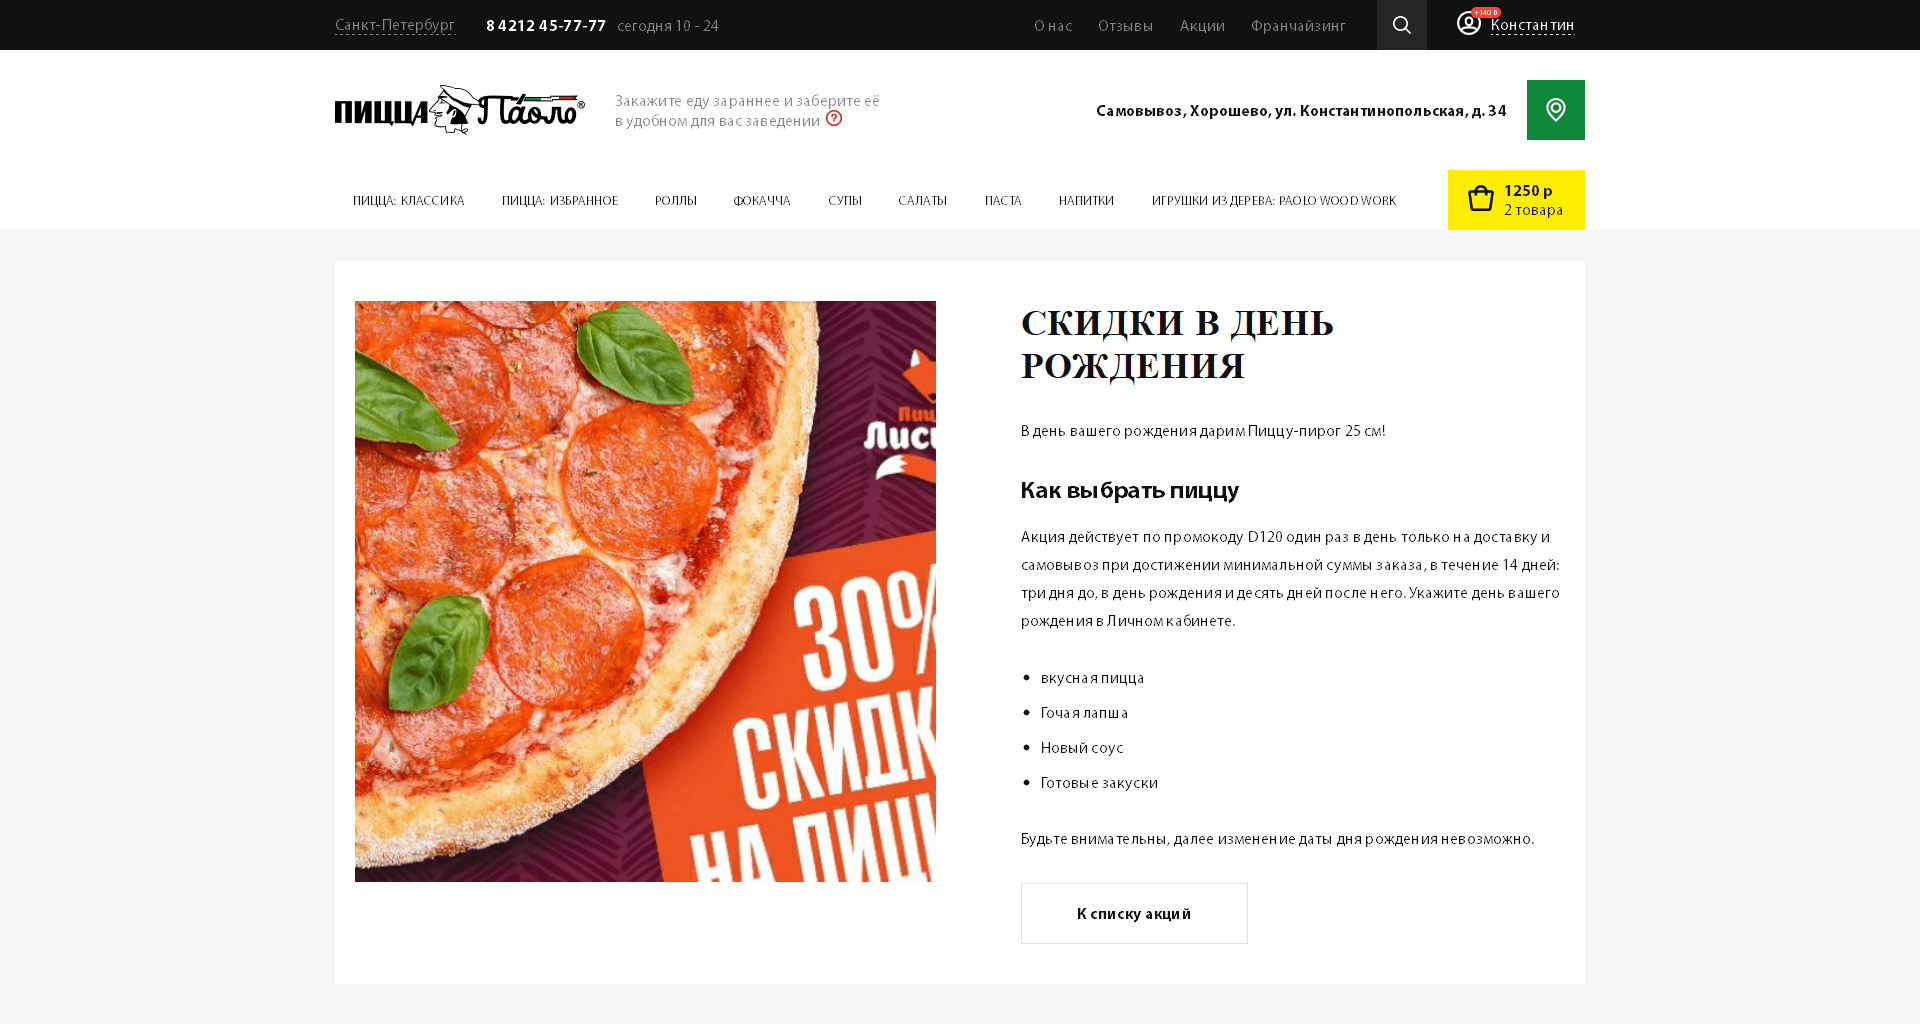 Санкт-Петербург
8 4212 45-77-77
сегодня 10 - 24
О нас
Отзывы
Акции
Франчайзинг
+140 Б
Константин
ПИЦЦА Паоло ®
Закажите еду зараннее и заберите её
в удобном для вас заведении ?
Самовывоз, Хорошево, ул. Константинопольская, д. 34
ПИЦЦА: КЛАССИКА
ПИЦЦА: ИЗБРАННОЕ
РОЛЛЫ
ФОКАЧЧА
СУПЫ
САЛАТЫ
ПАСТА
НАПИТКИ
ИГРУШКИ ИЗ ДЕРЕВА: PAOLO WOOD WORK
1250 р
2 товара
Пиц
Лиси
30%
СКИДК
НА ПИЦЦ
СКИДКИ В ДЕНЬ
РОЖДЕНИЯ
В день вашего рождения дарим Пиццу-пирог 25 см!
Как выбрать пиццу
Акция действует по промокоду D120 один раз в день только на доставку и
самовывоз при достижении минимальной суммы заказа, в течение 14 дней:
три дня до, в день рождения и десять дней после него. Укажите день вашего
рождения в Личном кабинете.
вкусная пицца
Гочая лапша
Новый соус
Готовые закуски
Будьте внимательны, далее изменение даты дня рождения невозможно.
К списку акций